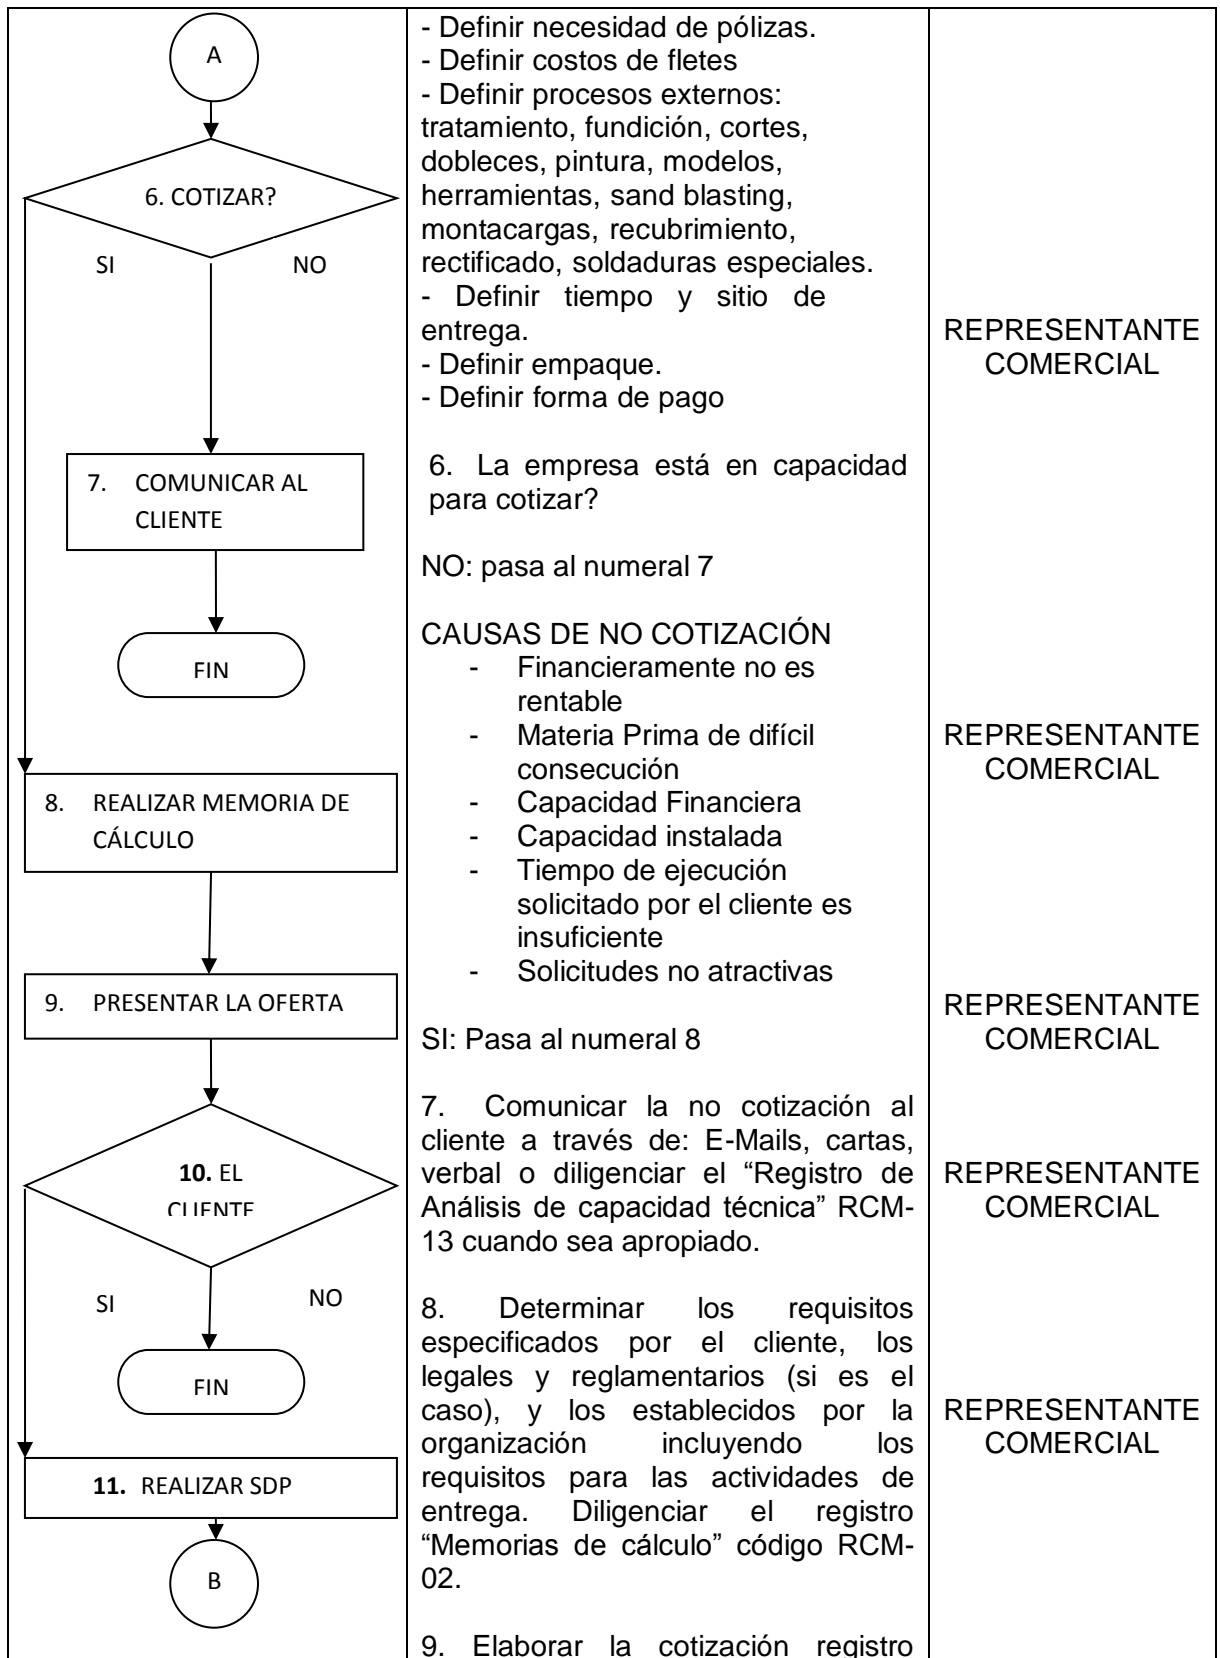 A
6. COTIZAR?
SI
NO
7. COMUNICAR AL
CLIENTE
FIN
8. REALIZAR MEMORIA DE
CÁLCULO
9. PRESENTAR LA OFERTA
10. EL
CLIENTE
SI
NO
FIN
11. REALIZAR SDP
B
- Definir necesidad de pólizas.
- Definir costos de fletes
- Definir procesos externos:
tratamiento, fundición, cortes,
dobleces, pintura, modelos,
herramientas, sand blasting,
montacargas, recubrimiento,
rectificado, soldaduras especiales.
- Definir tiempo y sitio de
entrega.
- Definir empaque.
- Definir forma de pago
6. La empresa está en capacidad
para cotizar?
NO: pasa al numeral 7
CAUSAS DE NO COTIZACIÓN
- Financieramente no es
rentable
- Materia Prima de difícil
consecución
- Capacidad Financiera
- Capacidad instalada
- Tiempo de ejecución
solicitado por el cliente es
insuficiente
- Solicitudes no atractivas
SI: Pasa al numeral 8
7. Comunicar la no cotización al
cliente a través de: E-Mails, cartas,
verbal o diligenciar el “Registro de
Análisis de capacidad técnica” RCM-
13 cuando sea apropiado.
8. Determinar los requisitos
especificados por el cliente, los
legales y reglamentarios (si es el
caso), y los establecidos por la
organización incluyendo los
requisitos para las actividades de
entrega. Diligenciar el registro
“Memorias de cálculo” código RCM-
02.
9. Elaborar la cotización registro
REPRESENTANTE
COMERCIAL
REPRESENTANTE
COMERCIAL
REPRESENTANTE
COMERCIAL
REPRESENTANTE
COMERCIAL
REPRESENTANTE
COMERCIAL